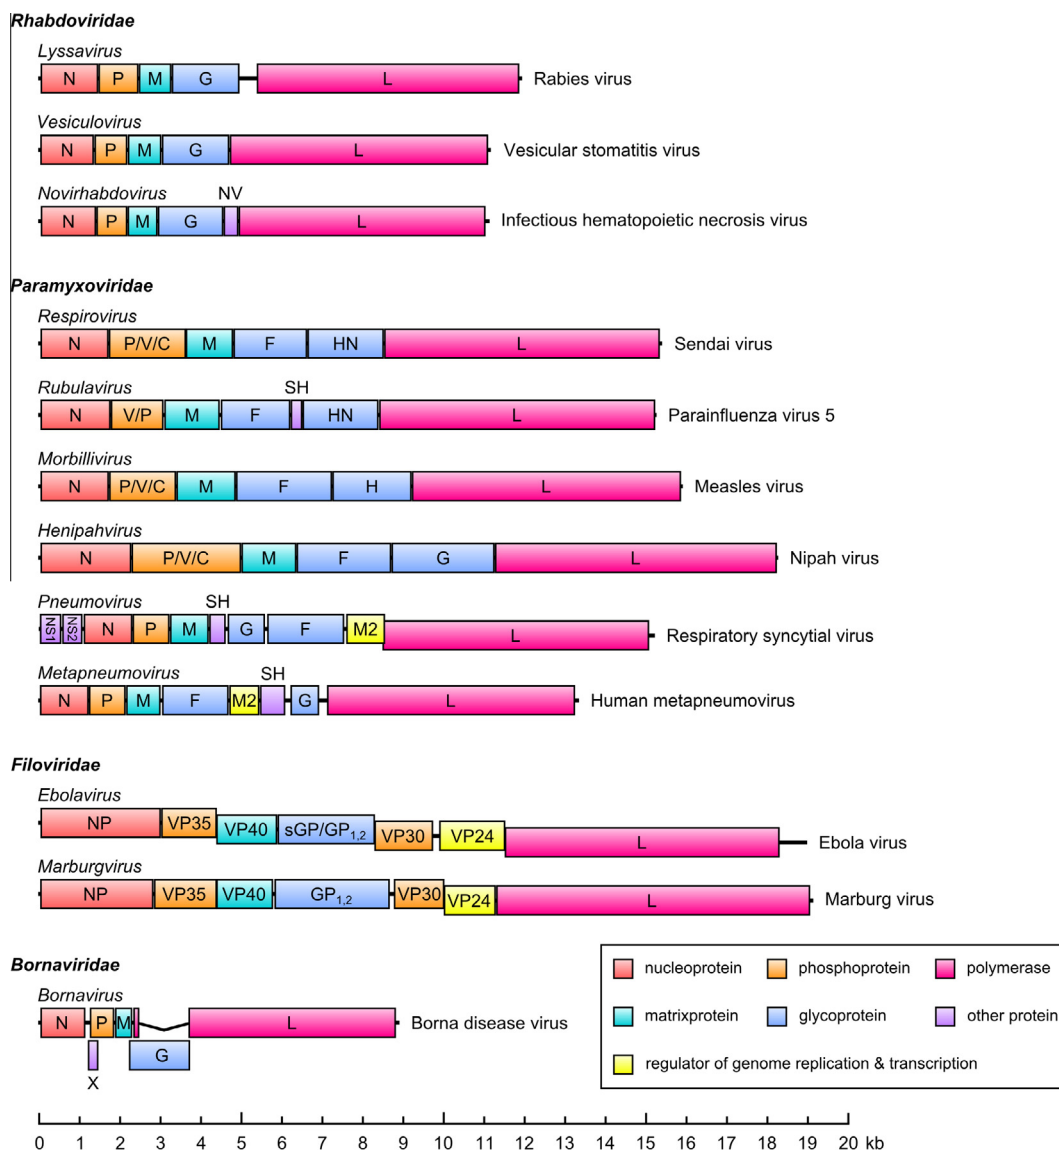 Rhabdoviridae
Lyssavirus
N P M G L Rabies virus
Vesiculovirus
N P M G L Vesicular stomatitis virus
Novirhabdovirus NV
N P M G L Infectious hematopoietic necrosis virus
Paramyxoviridae
Respirovirus
N P/V/C M F HN L Sendai virus
Rubulavirus SH
N V/P M F HN L Parainfluenza virus 5
Morbillivirus
N P/V/C M F H L Measles virus
Henipahvirus
N P/V/C M F G L Nipah virus
Pneumovirus SH
NS1 NS2 N P M G F M2 L Respiratory syncytial virus
Metapneumovirus SH
N P M F M2 G L Human metapneumovirus
Filoviridae
Ebolavirus
NP VP35 VP40 sGP/GP1,2 VP30 VP24 L Ebola virus
Marburgvirus
NP VP35 VP40 GP1,2 VP30 VP24 L Marburg virus
Bornaviridae
Bornavirus
N P M L Borna disease virus
G
X
nucleoprotein phosphoprotein polymerase
matrixprotein glycoprotein other protein
regulator of genome replication & transcription
0 1 2 3 4 5 6 7 8 9 10 11 12 13 14 15 16 17 18 19 20 kb